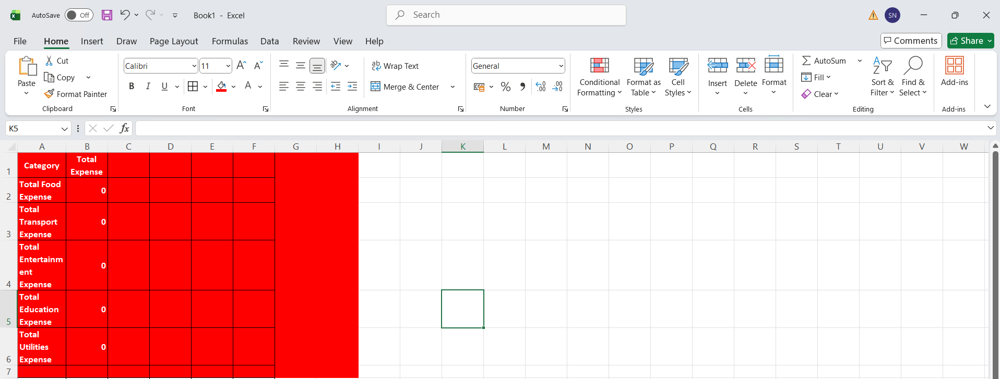 AutoSave Off Book1 - Excel Search SN
File Home Insert Draw Page Layout Formulas Data Review View Help Comments Share
Paste
Cut
Copy
Format Painter
Clipboard
Calibri 11
B I U A
Font
Wrap Text
Merge & Center
Alignment
General
Number
Conditional
Formatting
Format as
Table
Cell
Styles
Styles
Insert
Delete
Format
Cells
AutoSum
Fill
Clear
Sort &
Filter
Find &
Select
Editing
Add-ins
Add-ins
K5 fx
A B C D E F G H I J K L M N O P Q R S T U V W
1 Category Total
Expense
2 Total Food
Expense 0
3 Total
Transport
Expense 0
4 Total
Entertainm
ent
Expense 0
5 Total
Education
Expense 0
6 Total
Utilities
Expense 0
7